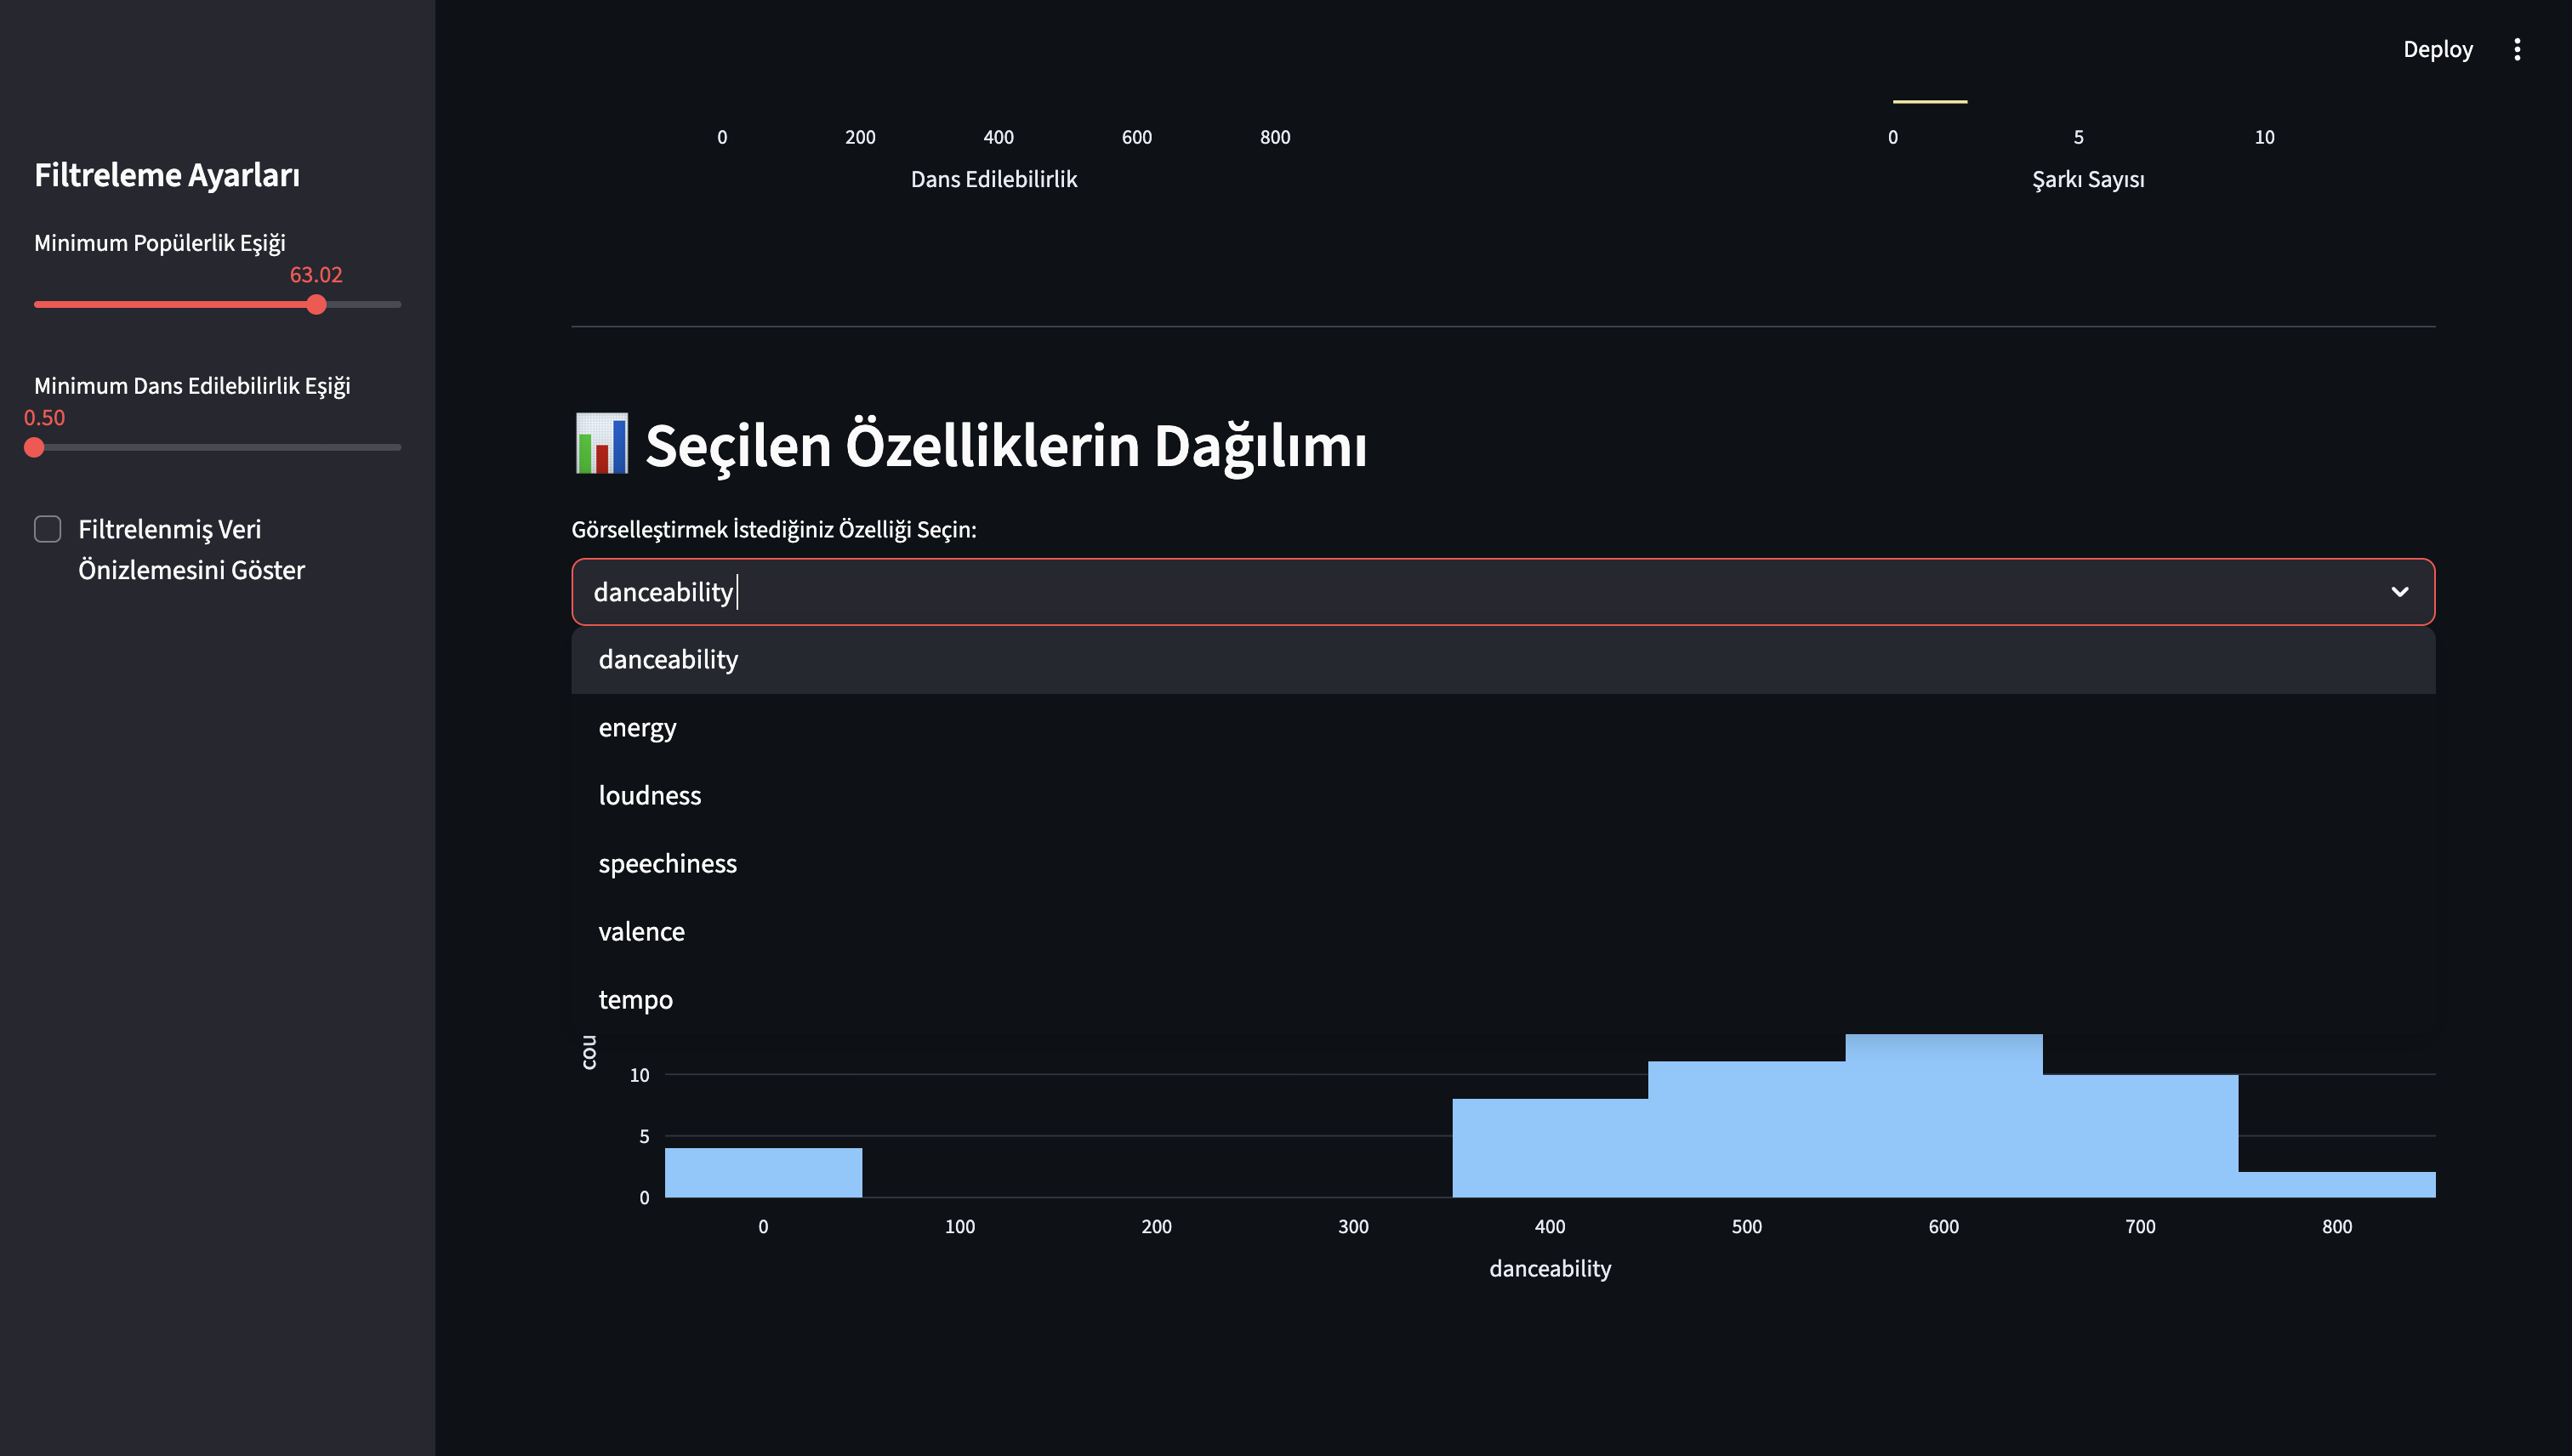 Deploy
Filtreleme Ayarları
Minimum Popülerlik Eşiği
63.02
Minimum Dans Edilebilirlik Eşiği
0.50
Filtrelenmiş Veri
Önizlemesini Göster
0 200 400 600 800
Dans Edilebilirlik
0 5 10
Şarkı Sayısı
Seçilen Özelliklerin Dağılımı
Görselleştirmek İstediğiniz Özelliği Seçin:
danceability
danceability
energy
loudness
speechiness
valence
tempo
cou
10
5
0
0 100 200 300 400 500 600 700 800
danceability